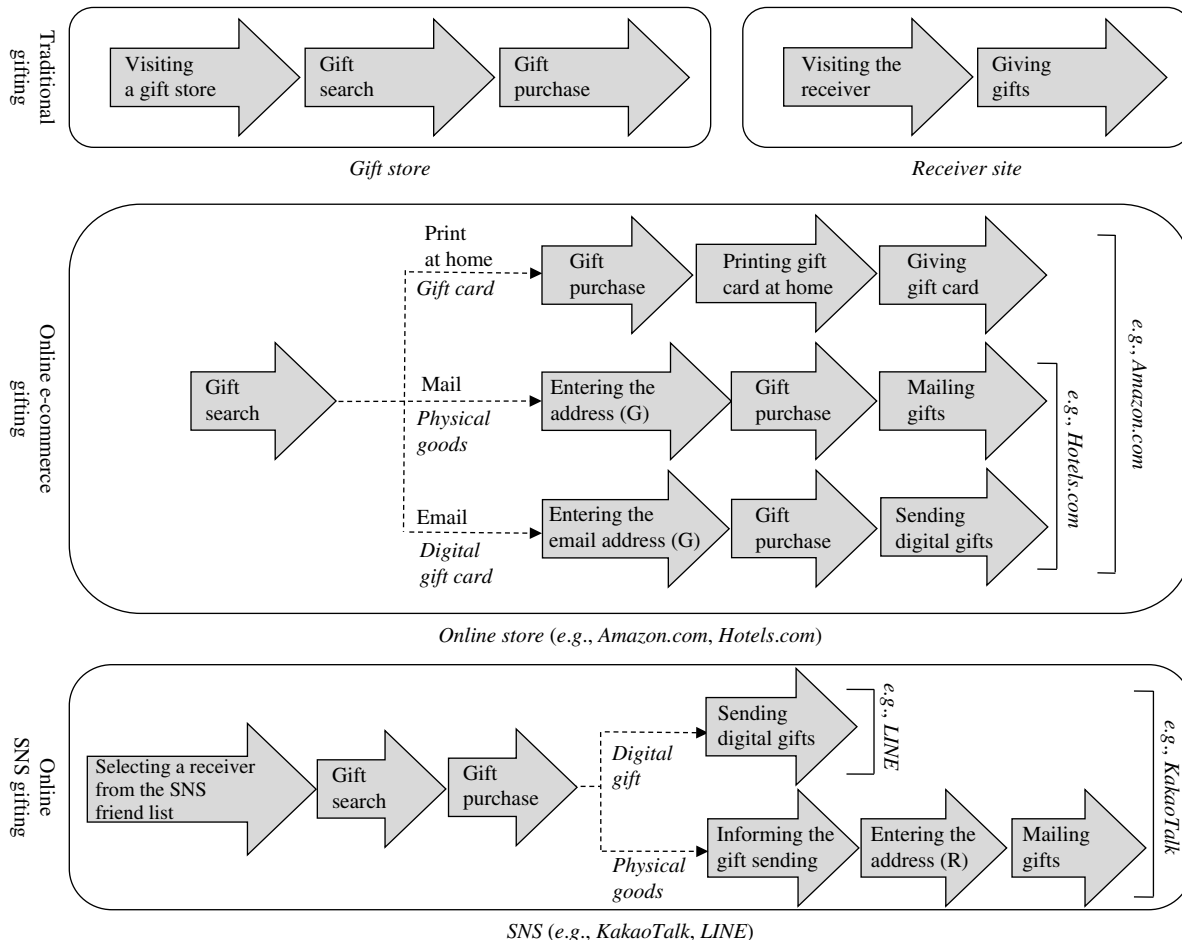 Traditional
gifting
Visiting
a gift store
Gift
search
Gift
purchase
Visiting the
receiver
Giving
gifts
Gift store
Receiver site
Online e-commerce
gifting
Gift
search
Print
at home
Gift card
Gift
purchase
Printing gift
card at home
Giving
gift card
Mail
Physical
goods
Entering the
address (G)
Gift
purchase
Mailing
gifts
Email
Digital
gift card
Entering the
email address (G)
Gift
purchase
Sending
digital gifts
e.g., Hotels.com
e.g., Amazon.com
Online store (e.g., Amazon.com, Hotels.com)
Online
SNS gifting
Selecting a receiver
from the SNS
friend list
Gift
search
Gift
purchase
Digital
gift
Sending
digital gifts
e.g., LINE
Physical
goods
Informing the
gift sending
Entering the
address (R)
Mailing
gifts
e.g., KakaoTalk
SNS (e.g., KakaoTalk, LINE)